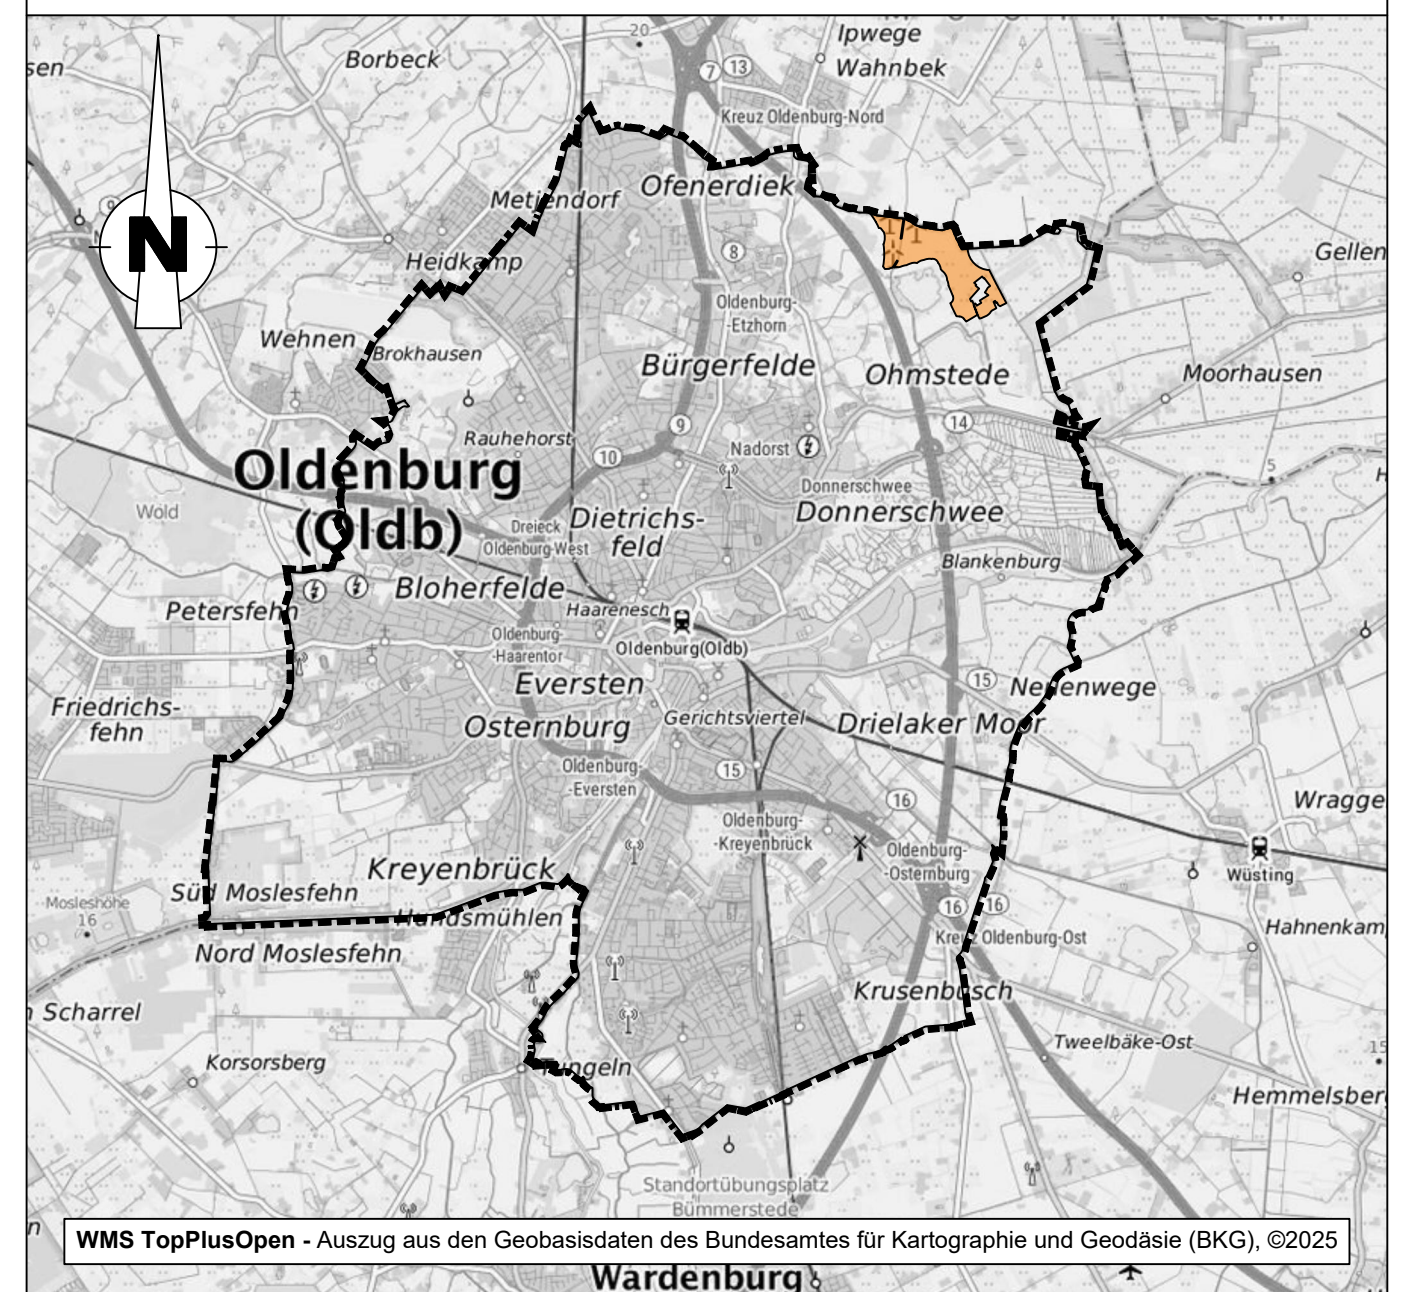 20
Ipwege
Wahnbek
Borbeck
sen
7
13
Kreuz Oldenburg-Nord
Metjendorf
Ofenerdiek
9
N
8
Gellen
Heidkamp
Oldenburg-
-Etzhorn
Wehnen
Brokhausen
Bürgerfelde
Ohmstede
Moorhausen
9
14
Rauhehorst
Nadorst
10
Oldenburg
(Oldb)
5
Donnerschwee
Donnerschwee
Wold
Dietrichs-
feld
Dreieck
Oldenburg-West
Blankenburg
Bloherfelde
Petersfehn
Haarenesch
Oldenburg-
-Haarentor
Oldenburg(Oldb)
Eversten
15
Neuenwege
Friedrichs-
fehn
Osternburg
Gerichtsviertel
Drielaker Moor
Oldenburg-
-Eversten
15
16
Wragge
Oldenburg-
-Kreyenbrück
Oldenburg-
-Osternburg
Wüsting
Kreyenbrück
Süd Moslesfehn
Mosleshöhe
16
Hundsmühlen
16
16
Hahnenkam
Kreuz Oldenburg-Ost
Nord Moslesfehn
Krusenbusch
Scharrel
Tweelbäke-Ost
15
Korsorsberg
Tungeln
Hemmelsber
Standortübungsplatz
Bümmerstede
n
WMS TopPlusOpen - Auszug aus den Geobasisdaten des Bundesamtes für Kartographie und Geodäsie (BKG), ©2025
Wardenburg